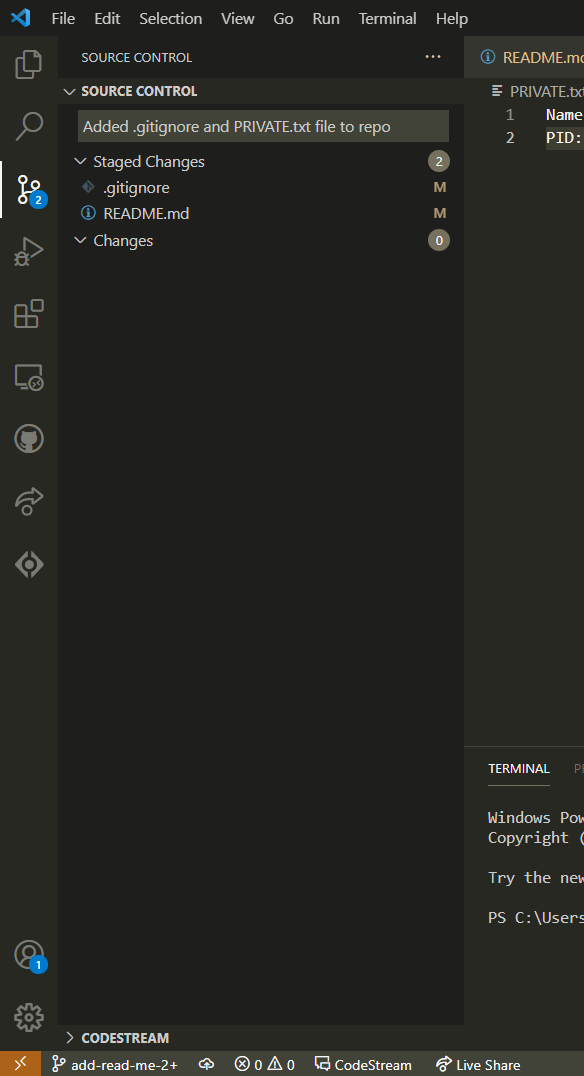 File Edit Selection View Go Run Terminal Help
SOURCE CONTROL ···
README.md
SOURCE CONTROL
PRIVATE.txt
Added .gitignore and PRIVATE.txt file to repo
1 Name
2 PID:
Staged Changes 2
.gitignore M
README.md M
2
Changes 0
TERMINAL
Windows Pow
Copyright (
Try the new
PS C:\Users
1
CODESTREAM
add-read-me-2+ 0 0 CodeStream Live Share